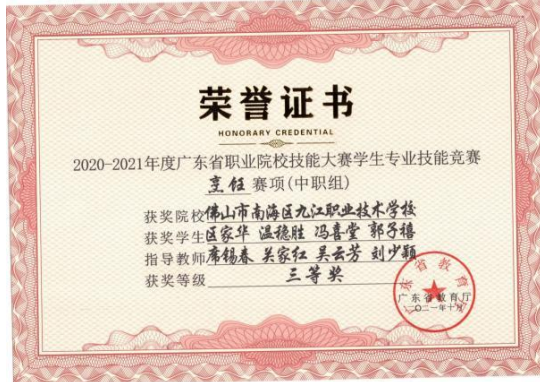 荣誉证书
HONORARY CREDENTIAL
2020-2021年度广东省职业院校技能大赛学生专业技能竞赛
烹饪 赛项(中职组)
获奖院校 佛山市南海区九江职业技术学校
获奖学生 区家华 温稳胜 冯喜堂 郭子禧
指导教师 席锡春 关家红 吴云芳 刘少颖
获奖等级 三等奖
广东省教育厅
二〇二一年十月